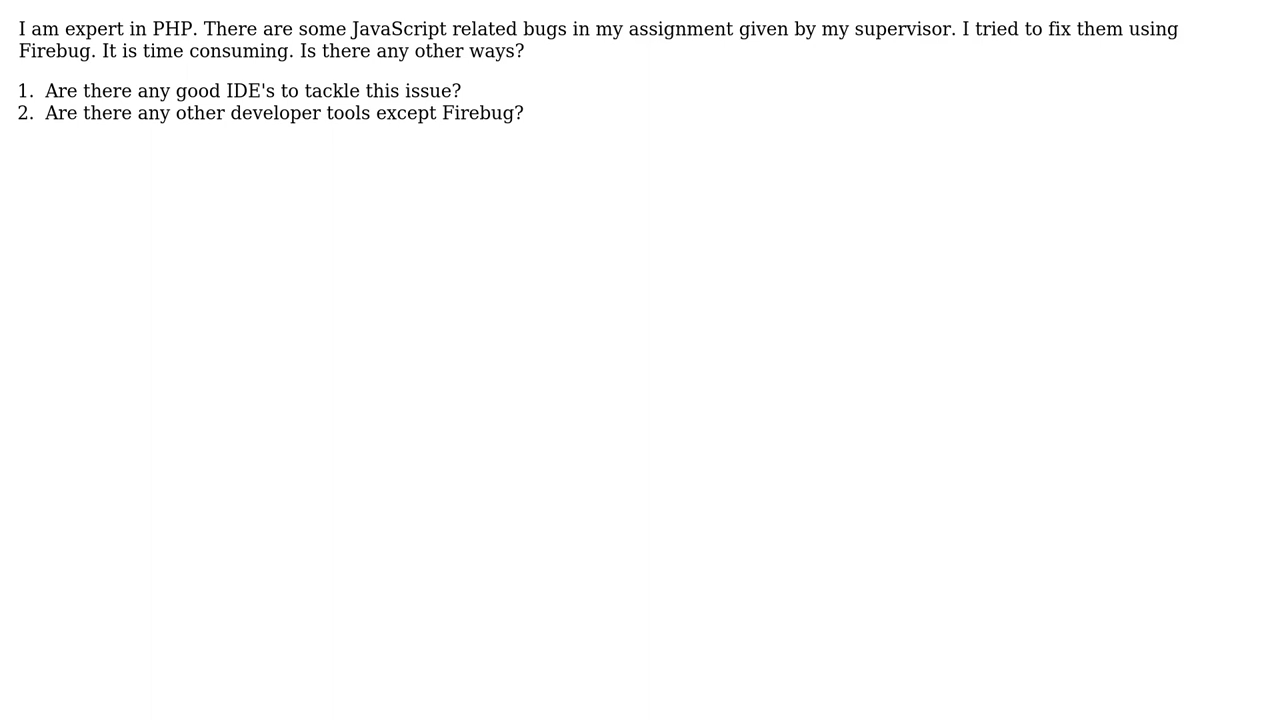 I am expert in PHP. There are some JavaScript related bugs in my assignment given by my supervisor. I tried to fix them using
Firebug. It is time consuming. Is there any other ways?
1. Are there any good IDE's to tackle this issue?
2. Are there any other developer tools except Firebug?